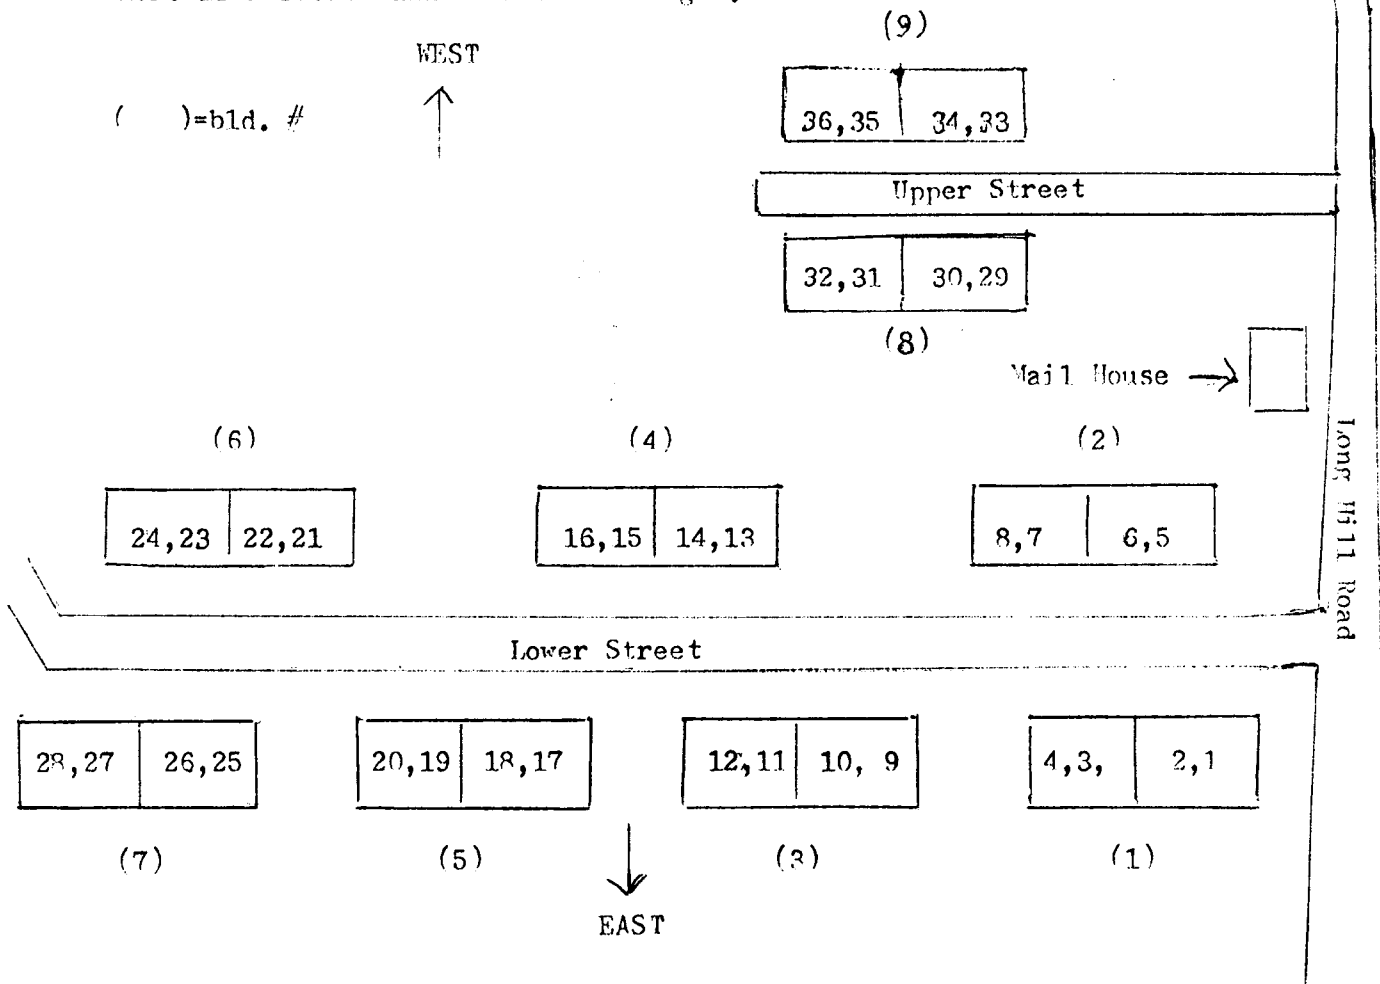 (9)
WEST
( )=bld. #
36,35 34,33
Upper Street
32,31 30,29
(8)
Mail House
(6) (4) (2)
24,23 22,21 16,15 14,13 8,7 6,5
Long Hill Road
Lower Street
28,27 26,25 20,19 18,17 12,11 10, 9 4,3, 2,1
(7) (5) (3) (1)
EAST